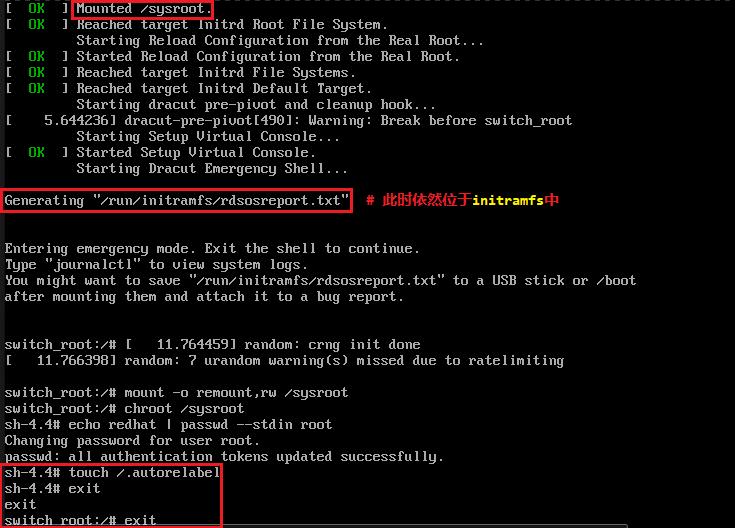 [  OK  ] Mounted /sysroot.
[  OK  ] Reached target Initrd Root File System.
         Starting Reload Configuration from the Real Root...
[  OK  ] Started Reload Configuration from the Real Root.
[  OK  ] Reached target Initrd File Systems.
[  OK  ] Reached target Initrd Default Target.
         Starting dracut pre-pivot and cleanup hook...
[    5.644236] dracut-pre-pivot[490]: Warning: Break before switch_root
         Starting Setup Virtual Console...
[  OK  ] Started Setup Virtual Console.
         Starting Dracut Emergency Shell...
Generating "/run/initramfs/rdsosreport.txt" # 此时依然位于initramfs中
Entering emergency mode. Exit the shell to continue.
Type "journalctl" to view system logs.
You might want to save "/run/initramfs/rdsosreport.txt" to a USB stick or /boot
after mounting them and attach it to a bug report.
switch_root:/# [   11.764459] random: crng init done
[   11.766398] random: 7 urandom warning(s) missed due to ratelimiting
switch_root:/# mount -o remount,rw /sysroot
switch_root:/# chroot /sysroot
sh-4.4# echo redhat | passwd --stdin root
Changing password for user root.
passwd: all authentication tokens updated successfully.
sh-4.4# touch /.autorelabel
sh-4.4# exit
exit
switch_root:/# exit